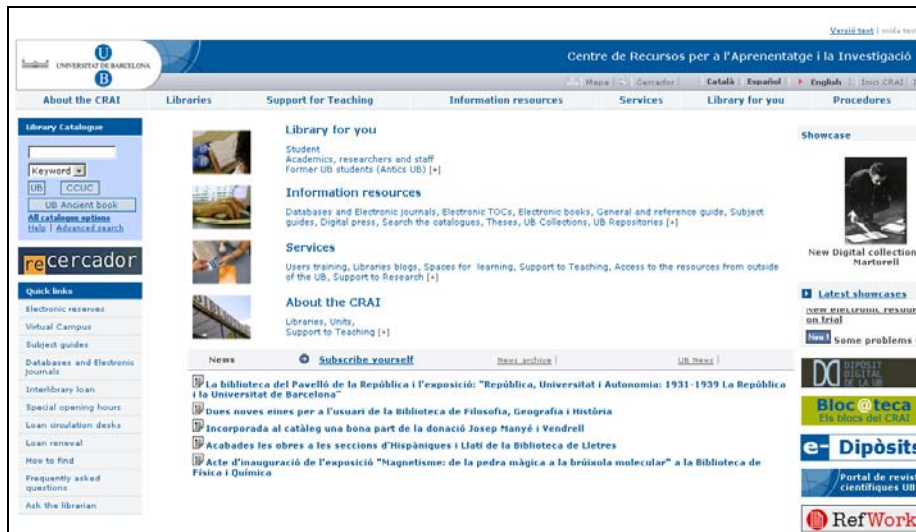 Versió text | mida text
UNIVERSITAT DE BARCELONA
U
B
Centre de Recursos per a l'Aprenentatge i la Investigació
Mapa | Cercador | Català | Español | English | Inici CRAI
About the CRAI Libraries Support for Teaching Information resources Services Library for you Procedures
Library Catalogue
Keyword
UB CCUC
UB Ancient book
All catalogue options
Help | Advanced search
recercador
Quick links
Electronic reserves
Virtual Campus
Subject guides
Databases and Electronic
journals
Interlibrary loan
Special opening hours
Loan circulation desks
Loan renewal
How to find
Frequently asked
questions
Ask the librarian
Library for you
Student
Academics, researchers and staff
Former UB students (Antics UB) [+]
Information resources
Databases and Electronic journals, Electronic TOCs, Electronic books, General and reference guide, Subject
guides, Digital press, Search the catalogues, Theses, UB Collections, UB Repositories [+]
Services
Users training, Libraries blogs, Spaces for learning, Support to Teaching, Access to the resources from outside
of the UB, Support to Research [+]
About the CRAI
Libraries, Units,
Support to Teaching [+]
News Subscribe yourself News archive | UB News |
La biblioteca del Pavelló de la República i l'exposició: "República, Universitat i Autonomia: 1931-1939 La República
i la Universitat de Barcelona"
Dues noves eines per a l'usuari de la Biblioteca de Filosofia, Geografia i Història
Incorporada al catàleg una bona part de la donació Josep Manyé i Vendrell
Acabades les obres a les seccions d'Hispàniques i Llatí de la Biblioteca de Lletres
Acte d'inauguració de l'exposició "Magnetisme: de la pedra màgica a la brúixola molecular" a la Biblioteca de
Física i Química
Showcase
New Digital collection
Martorell
Latest showcases
New electronic resour
on trial
New! Some problems
DIPÒSIT
DIGITAL
DE LA UB
Bloc@teca
Els blocs del CRAI
e-Dipòsits
Portal de revist
científiques UB
RefWork